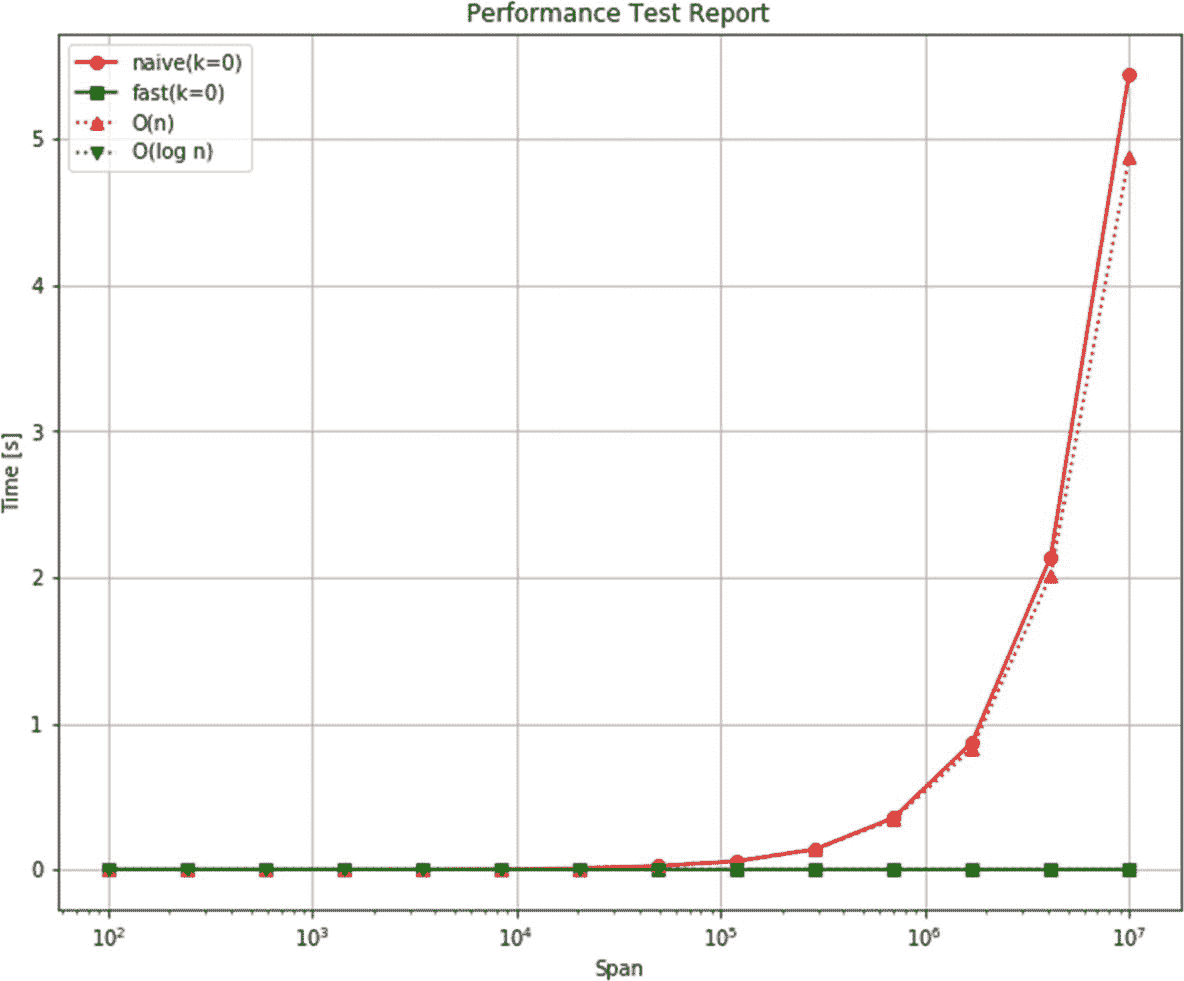 Performance Test Report
naive(k=0)
fast(k=0)
O(n)
O(log n)
5
4
3
2
1
0
Time [s]
10²
10³
10⁴
10⁵
10⁶
10⁷
Span